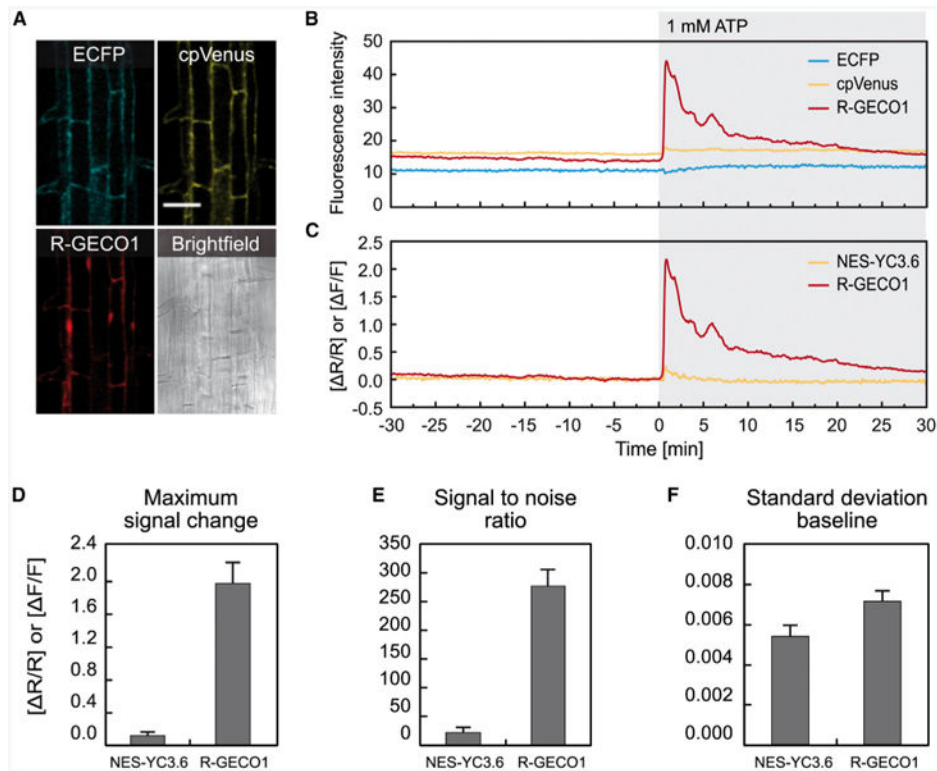 A
ECFP
cpVenus
R-GECO1
Brightfield
B
1 mM ATP
Fluorescence intensity
50
40
30
20
10
0
ECFP
cpVenus
R-GECO1
C
[ΔR/R] or [ΔF/F]
2.5
2.0
1.5
1.0
0.5
0.0
-0.5
NES-YC3.6
R-GECO1
-30 -25 -20 -15 -10 -5 0 5 10 15 20 25 30
Time [min]
D
Maximum
signal change
[ΔR/R] or [ΔF/F]
2.4
2.0
1.6
1.2
0.8
0.4
0.0
NES-YC3.6 R-GECO1
E
Signal to noise
ratio
350
300
250
200
150
100
50
0
NES-YC3.6 R-GECO1
F
Standard deviation
baseline
0.010
0.008
0.006
0.004
0.002
0.000
NES-YC3.6 R-GECO1